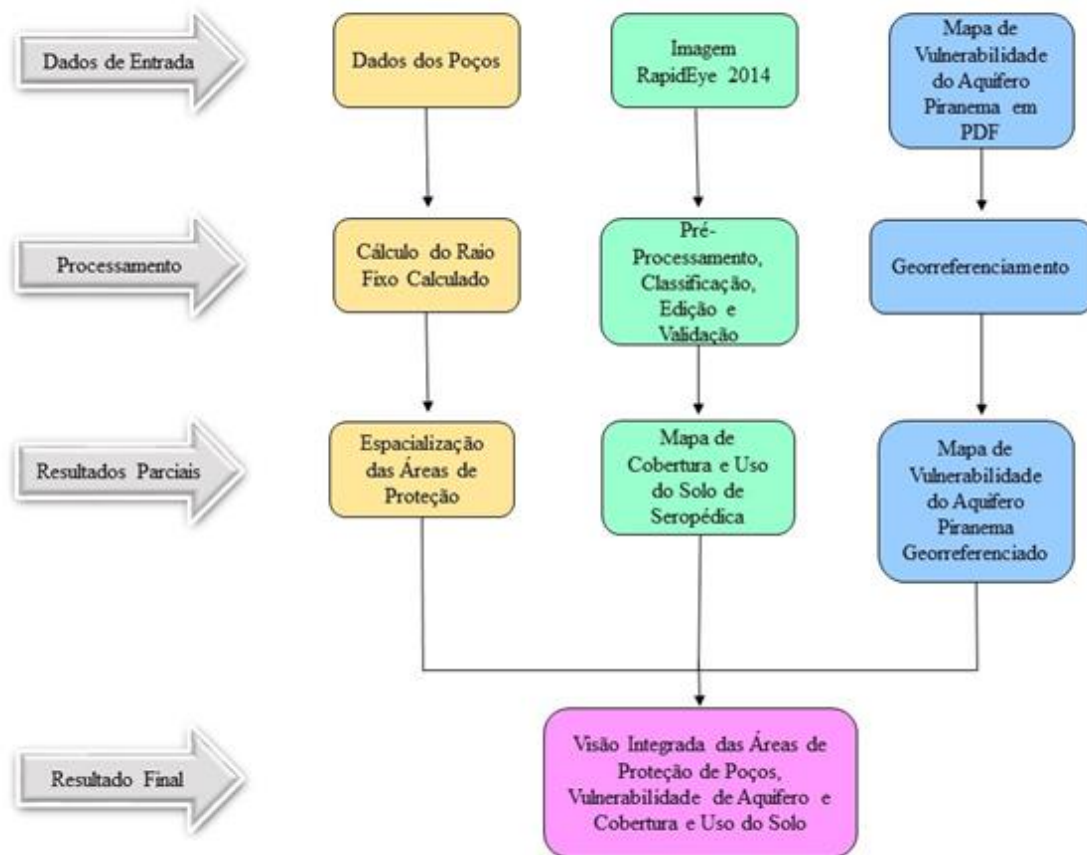 Dados de Entrada
Dados dos Poços
Imagem
RapidEye 2014
Mapa de
Vulnerabilidade
do Aquifero
Piranema em
PDF
Processamento
Cálculo do Raio
Fixo Calculado
Pré-
Processamento,
Classificação,
Edição e
Validação
Georreferenciamento
Resultados Parciais
Espacialização
das Áreas de
Proteção
Mapa de
Cobertura e Uso
do Solo de
Seropédica
Mapa de
Vulnerabilidade
do Aquifero
Piranema
Georreferenciado
Resultado Final
Visão Integrada das Áreas de
Proteção de Poços,
Vulnerabilidade de Aquifero e
Cobertura e Uso do Solo